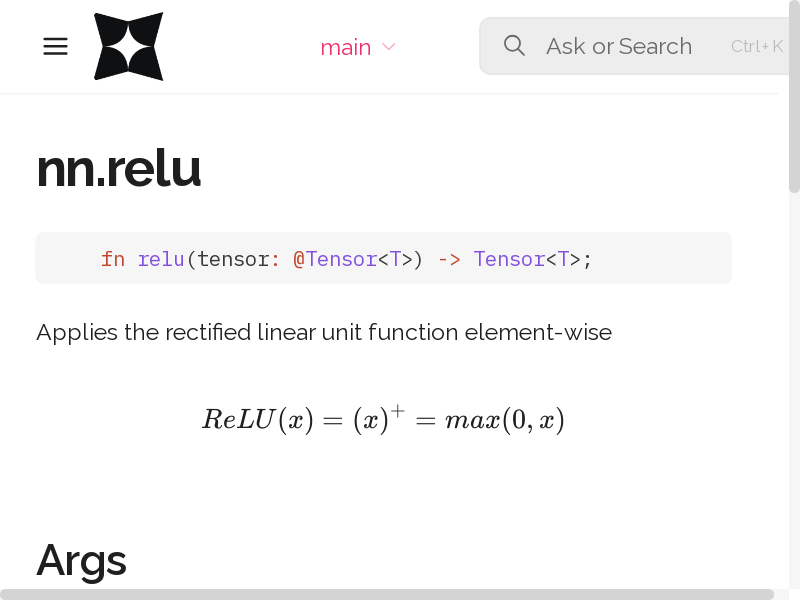 main
Ask or Search
Ctrl+K
nn.relu
fn relu(tensor: @Tensor<T>) -> Tensor<T>;
Applies the rectified linear unit function element-wise
ReLU(x) = (x)⁺ = max(0, x)
Args